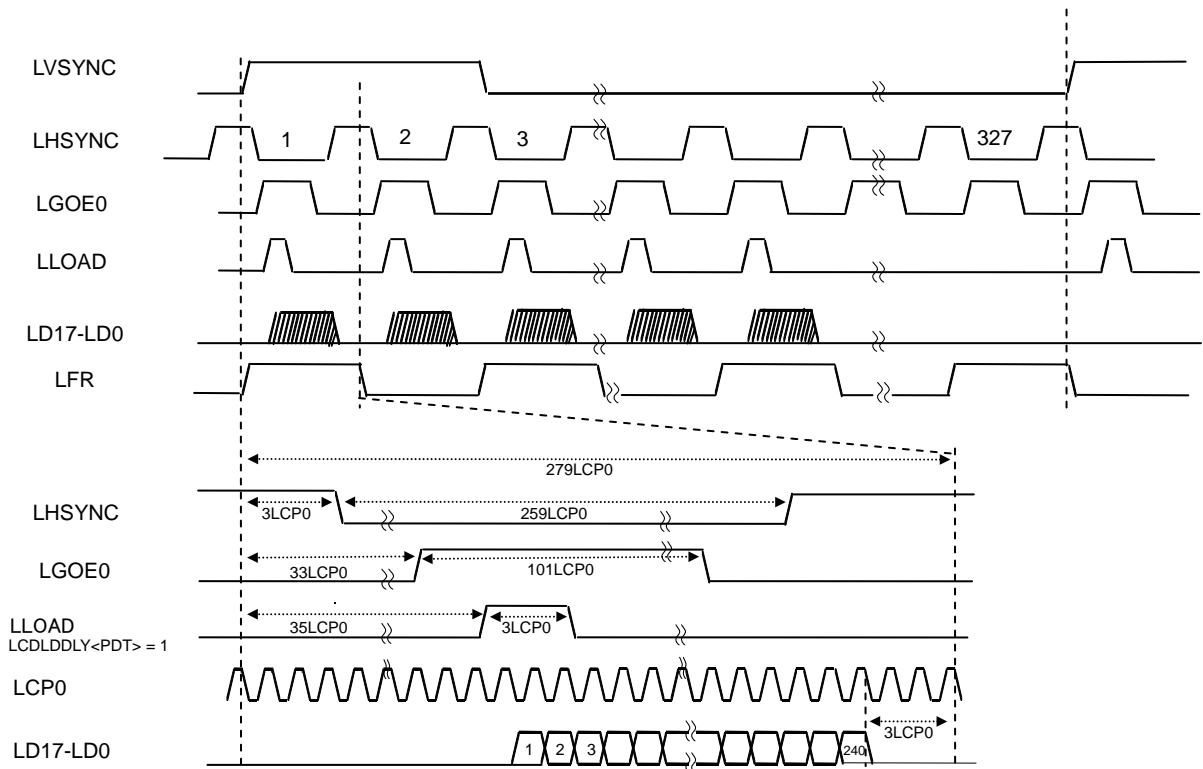 LVSYNC
LHSYNC 1 2 3 327
LGOE0
LLOAD
LD17-LD0
LFR
279LCP0
LHSYNC 3LCP0 259LCP0
LGOE0 33LCP0 101LCP0
LLOAD 35LCP0 3LCP0
LCDLDDLY<PDT> = 1
LCP0
3LCP0
LD17-LD0 1 2 3 240